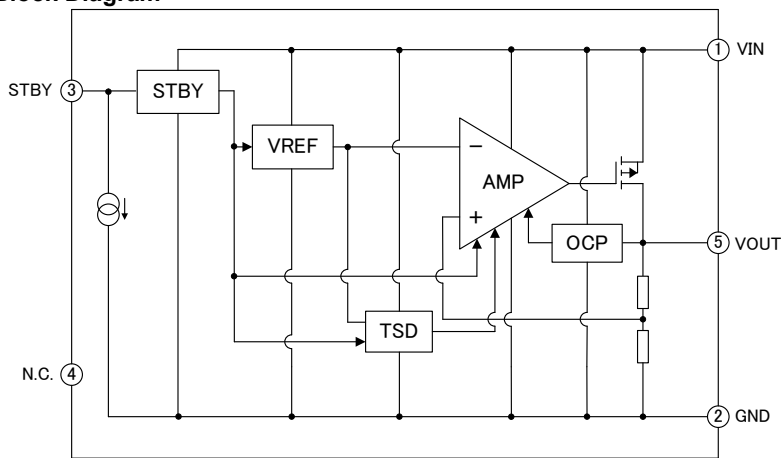 Block Diagram
1 VIN
STBY 3 STBY
VREF
−
AMP
+
OCP
5 VOUT
TSD
N.C. 4
2 GND